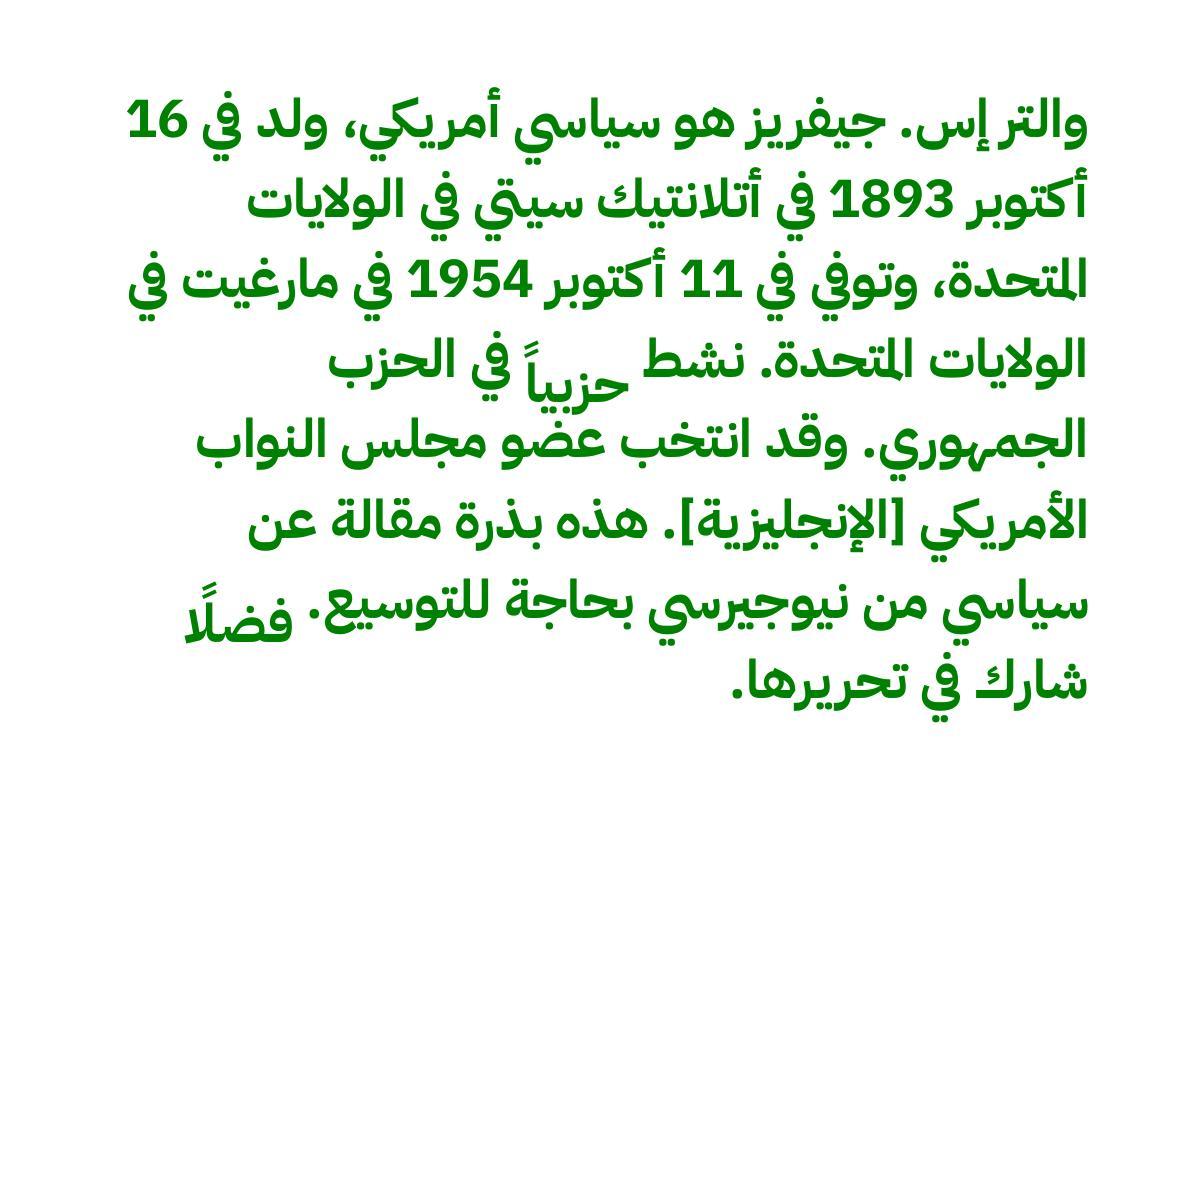 والتر إس. جيفريز هو سياسي أمريكي، ولد في 16
أكتوبر 1893 في أتلانتيك سيتي في الولايات
المتحدة، وتوفي في 11 أكتوبر 1954 في مارغيت في
الولايات المتحدة. نشط حزبياً في الحزب
الجمهوري. وقد انتخب عضو مجلس النواب
الأمريكي [الإنجليزية]. هذه بذرة مقالة عن
سياسي من نيوجيرسي بحاجة للتوسيع. فضلًا
شارك في تحريرها.